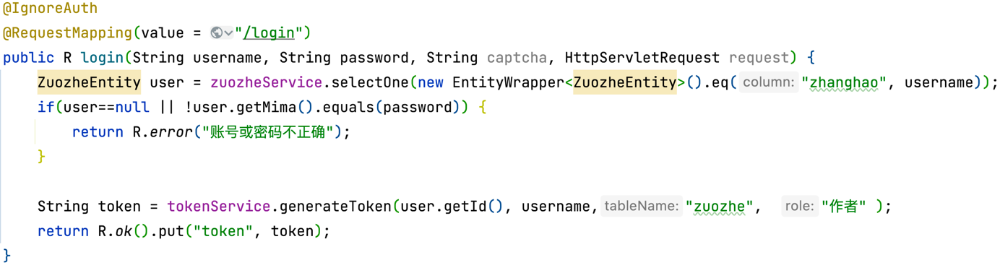 @IgnoreAuth
@RequestMapping(value = "/login")
public R login(String username, String password, String captcha, HttpServletRequest request) {
ZuozheEntity user = zuozheService.selectOne(new EntityWrapper<ZuozheEntity>().eq( column: "zhanghao", username));
if(user==null || !user.getMima().equals(password)) {
return R.error("账号或密码不正确");
}
String token = tokenService.generateToken(user.getId(), username, tableName: "zuozhe", role: "作者" );
return R.ok().put("token", token);
}